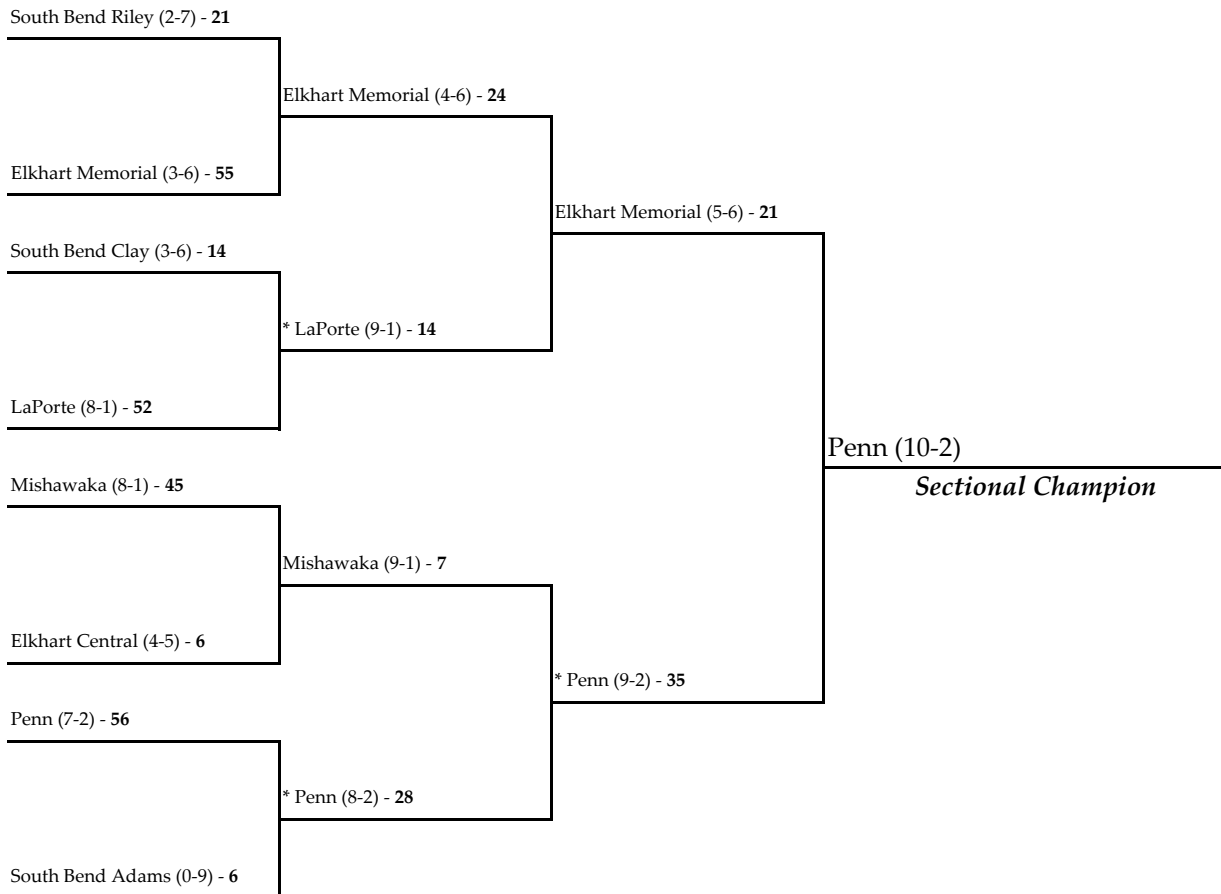 South Bend Riley (2-7) - 21
Elkhart Memorial (4-6) - 24
Elkhart Memorial (3-6) - 55
Elkhart Memorial (5-6) - 21
South Bend Clay (3-6) - 14
* LaPorte (9-1) - 14
LaPorte (8-1) - 52
Penn (10-2)
Sectional Champion
Mishawaka (8-1) - 45
Mishawaka (9-1) - 7
Elkhart Central (4-5) - 6
* Penn (9-2) - 35
Penn (7-2) - 56
* Penn (8-2) - 28
South Bend Adams (0-9) - 6